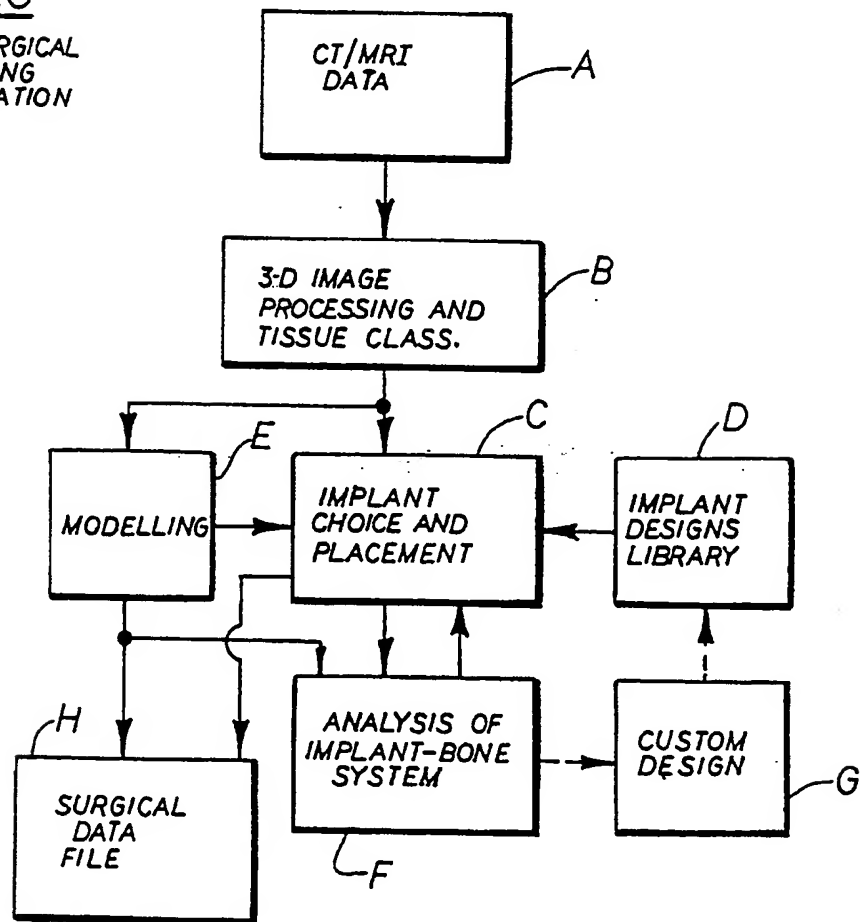 RGICAL
NG
ATION
CT/MRI
DATA
A
3-D IMAGE
PROCESSING AND
TISSUE CLASS.
B
E
MODELLING
C
IMPLANT
CHOICE AND
PLACEMENT
D
IMPLANT
DESIGNS
LIBRARY
H
SURGICAL
DATA
FILE
ANALYSIS OF
IMPLANT-BONE
SYSTEM
F
CUSTOM
DESIGN
G